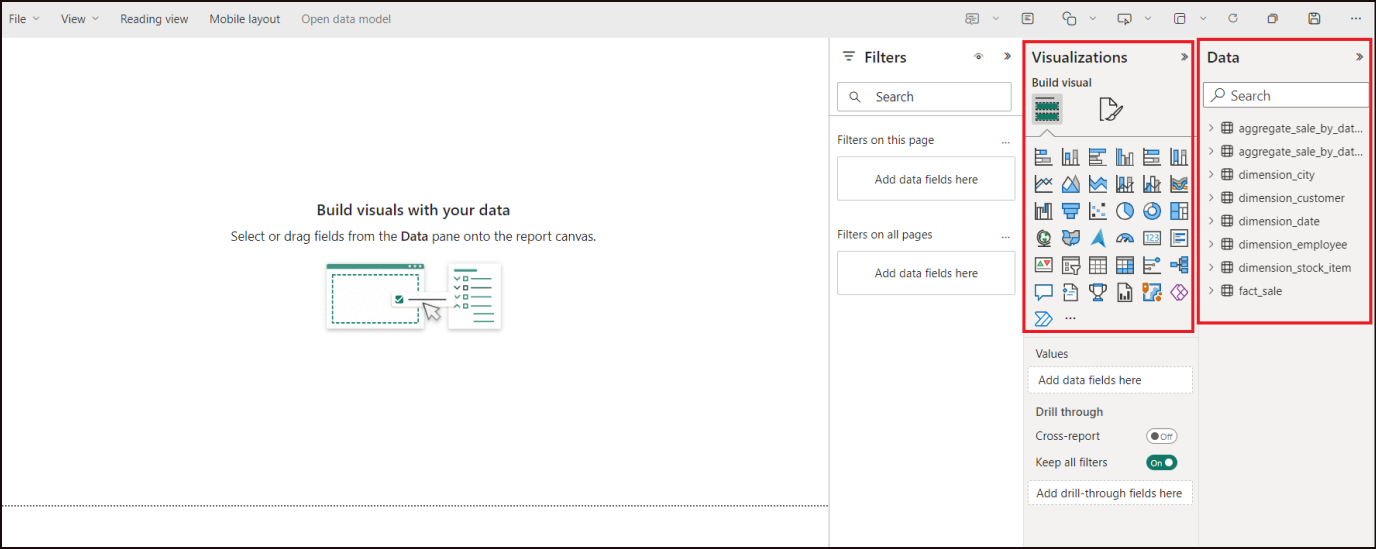 File
View
Reading view
Mobile layout
Open data model
Build visuals with your data
Select or drag fields from the Data pane onto the report canvas.
Filters
Search
Filters on this page
...
Add data fields here
Filters on all pages
...
Add data fields here
Visualizations
Build visual
123
...
Values
Add data fields here
Drill through
Cross-report
Off
Keep all filters
On
Add drill-through fields here
Data
Search
aggregate_sale_by_dat...
aggregate_sale_by_dat...
dimension_city
dimension_customer
dimension_date
dimension_employee
dimension_stock_item
fact_sale